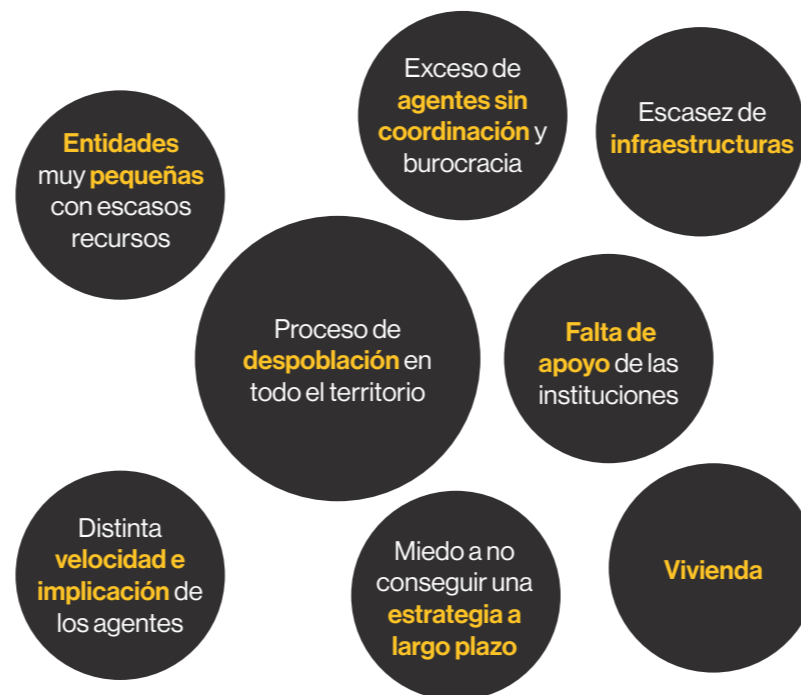 Exceso de
agentes sin
coordinación y
burocracia
Escasez de
infraestructuras
Entidades
muy pequeñas
con escasos
recursos
Proceso de
despoblación en
todo el territorio
Falta de
apoyo de las
instituciones
Distinta
velocidad e
implicación de
los agentes
Miedo a no
conseguir una
estrategia a
largo plazo
Vivienda